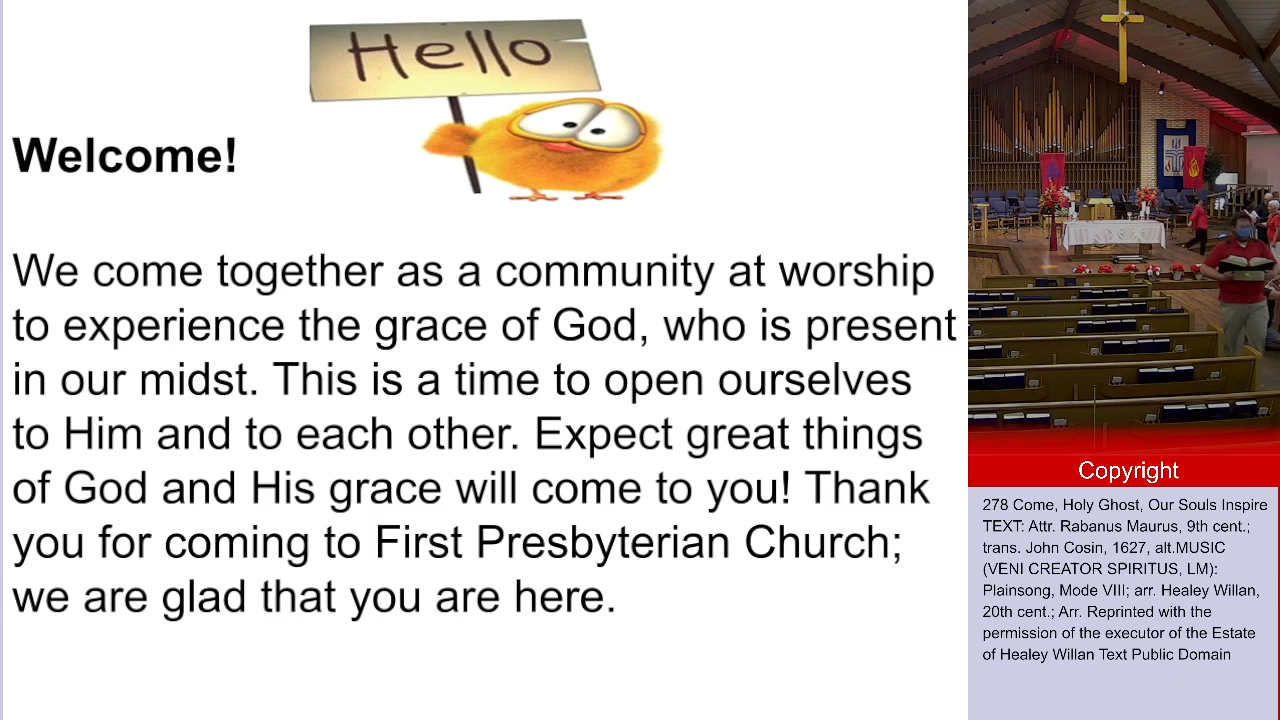 Hello
Welcome!
We come together as a community at worship
to experience the grace of God, who is present
in our midst. This is a time to open ourselves
to Him and to each other. Expect great things
of God and His grace will come to you! Thank
you for coming to First Presbyterian Church;
we are glad that you are here.
Copyright
278 Come, Holy Ghost, Our Souls Inspire
TEXT: Attr. Rabanus Maurus, 9th cent.;
trans. John Cosin, 1627, alt.MUSIC
(VENI CREATOR SPIRITUS, LM):
Plainsong, Mode VIII; arr. Healey Willan,
20th cent.; Arr. Reprinted with the
permission of the executor of the Estate
of Healey Willan Text Public Domain